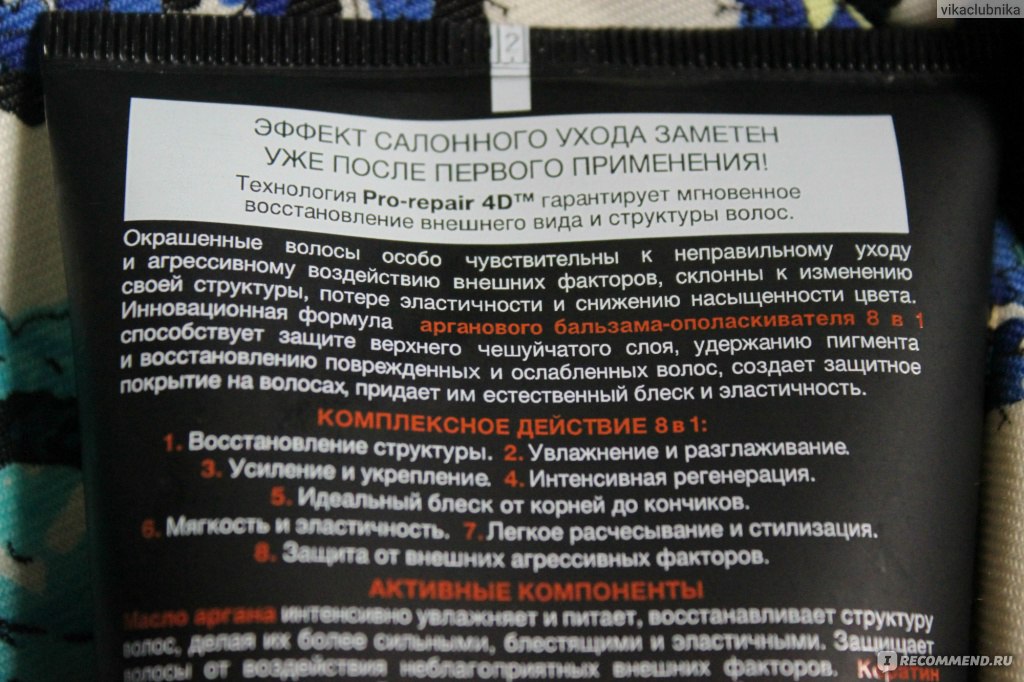 vikaclubnika
ЭФФЕКТ САЛОННОГО УХОДА ЗАМЕТЕН
УЖЕ ПОСЛЕ ПЕРВОГО ПРИМЕНЕНИЯ!
Технология Pro-repair 4D™ гарантирует мгновенное
восстановление внешнего вида и структуры волос.
Окрашенные волосы особо чувствительны к неправильному уходу
и агрессивному воздействию внешних факторов, склонны к изменению
своей структуры, потере эластичности и снижению насыщенности цвета.
Инновационная формула арганового бальзама-ополаскивателя 8 в 1
способствует защите верхнего чешуйчатого слоя, удержанию пигмента
и восстановлению поврежденных и ослабленных волос, создает защитное
покрытие на волосах, придает им естественный блеск и эластичность.
КОМПЛЕКСНОЕ ДЕЙСТВИЕ 8 в 1:
1. Восстановление структуры. 2. Увлажнение и разглаживание.
3. Усиление и укрепление. 4. Интенсивная регенерация.
5. Идеальный блеск от корней до кончиков.
6. Мягкость и эластичность. 7. Легкое расчесывание и стилизация.
8. Защита от внешних агрессивных факторов.
АКТИВНЫЕ КОМПОНЕНТЫ
Масло аргана интенсивно увлажняет и питает, восстанавливает структуру
волос, делая их более сильными, блестящими и эластичными. Защищает
волосы от воздействия неблагоприятных внешних факторов. Кератин
IRECOMMEND.RU